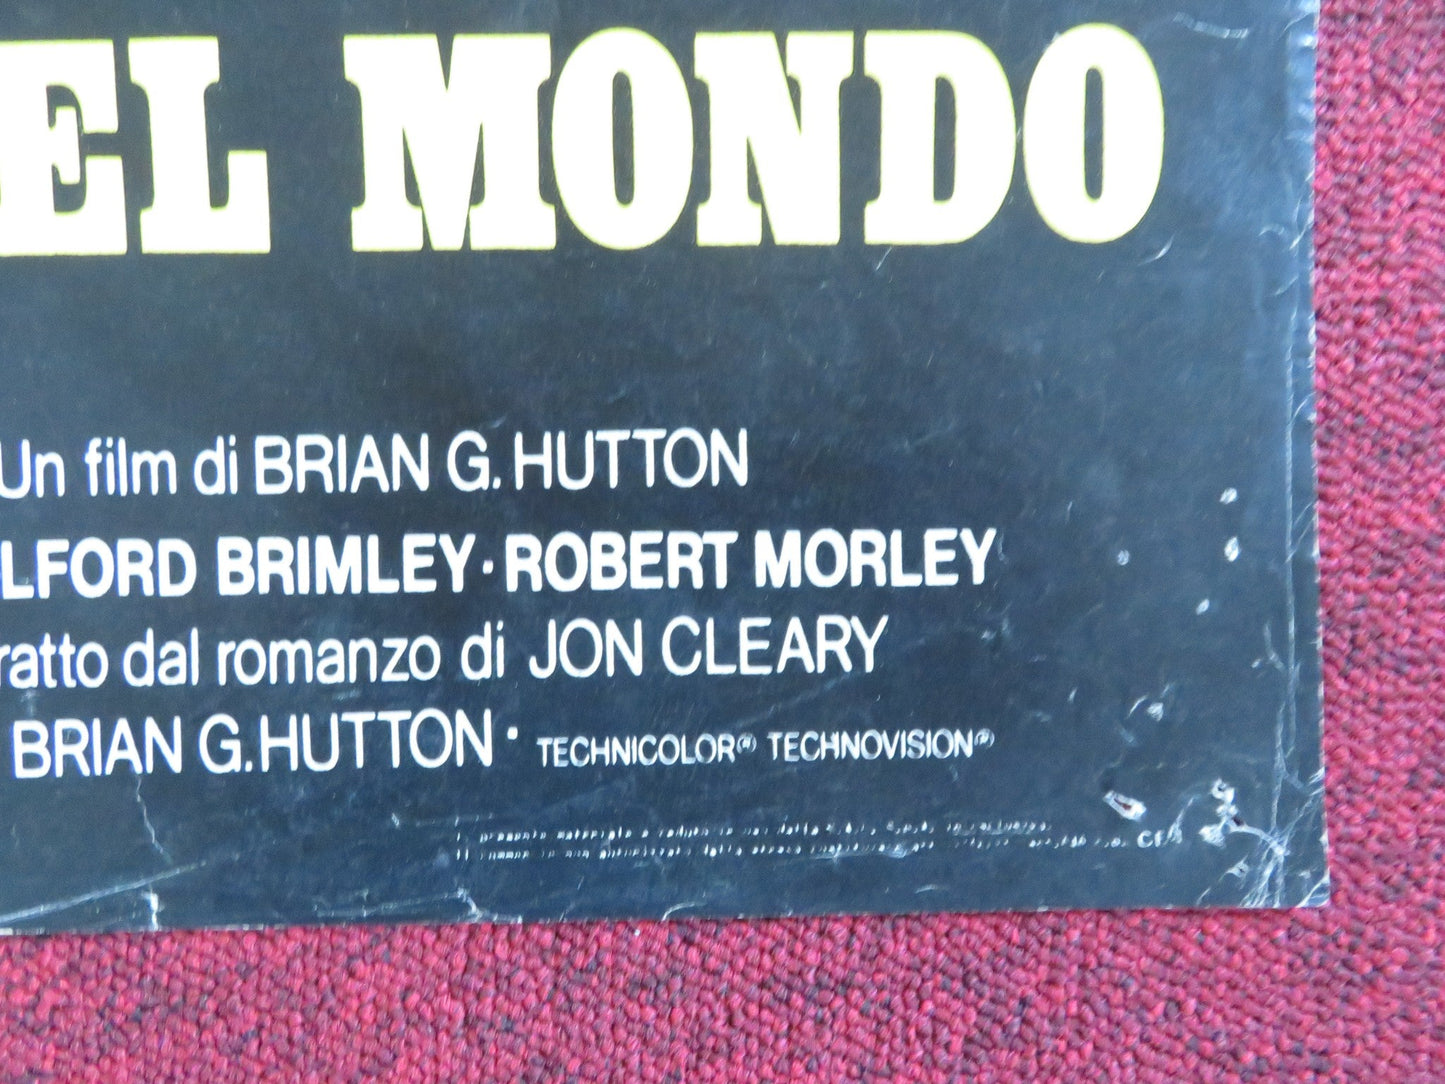 EL MONDO
Un film di BRIAN G. HUTTON
LFORD BRIMLEY · ROBERT MORLEY
ratto dal romanzo di JON CLEARY
BRIAN G. HUTTON · TECHNICOLOR® TECHNOVISION®